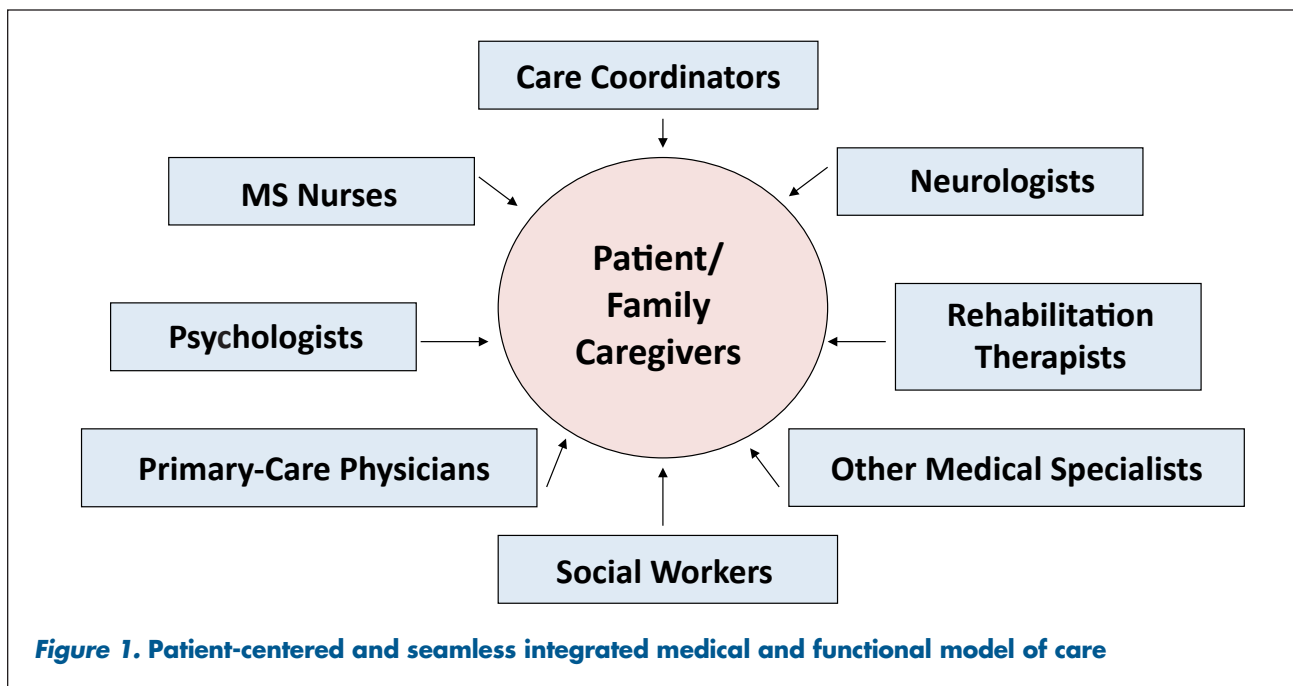 Care Coordinators
MS Nurses
Neurologists
Patient/
Family
Caregivers
Psychologists
Rehabilitation
Therapists
Primary-Care Physicians
Other Medical Specialists
Social Workers
Figure 1. Patient-centered and seamless integrated medical and functional model of care